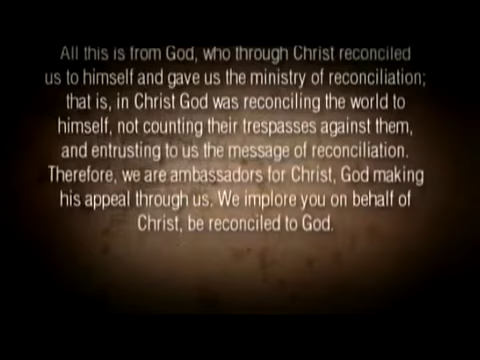 All this is from God, who through Christ reconciled
us to himself and gave us the ministry of reconciliation;
that is, in Christ God was reconciling the world to
himself, not counting their trespasses against them,
and entrusting to us the message of reconciliation.
Therefore, we are ambassadors for Christ, God making
his appeal through us. We implore you on behalf of
Christ, be reconciled to God.